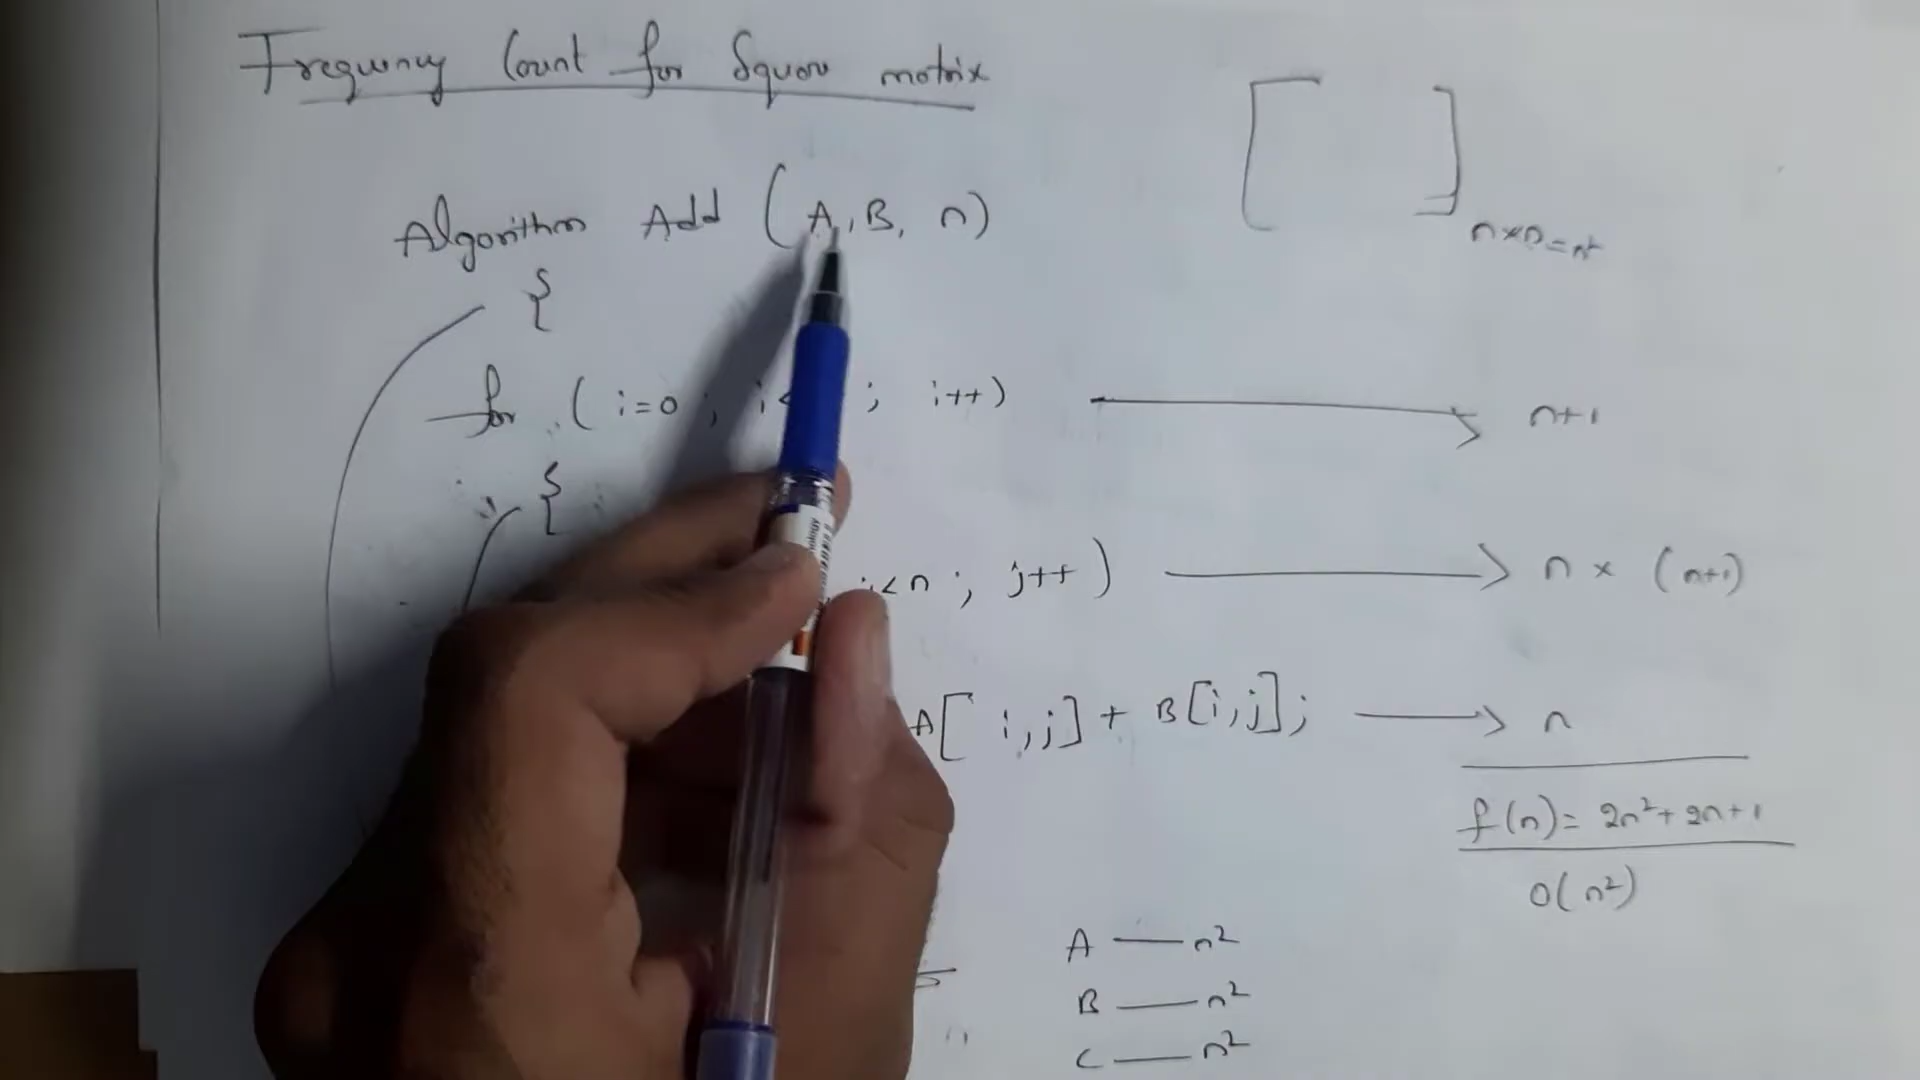 Frequency Count for Square matrix
Algorithm Add (A, B, n)
{
for (i=0; i< ; i++) n+1
{
i<n; j++) n x (n+1)
A[i,j] + B[i,j]; n
f(n)= 2n²+2n+1
O(n²)
A — n²
B — n²
C — n²
[ ] nxn=n²